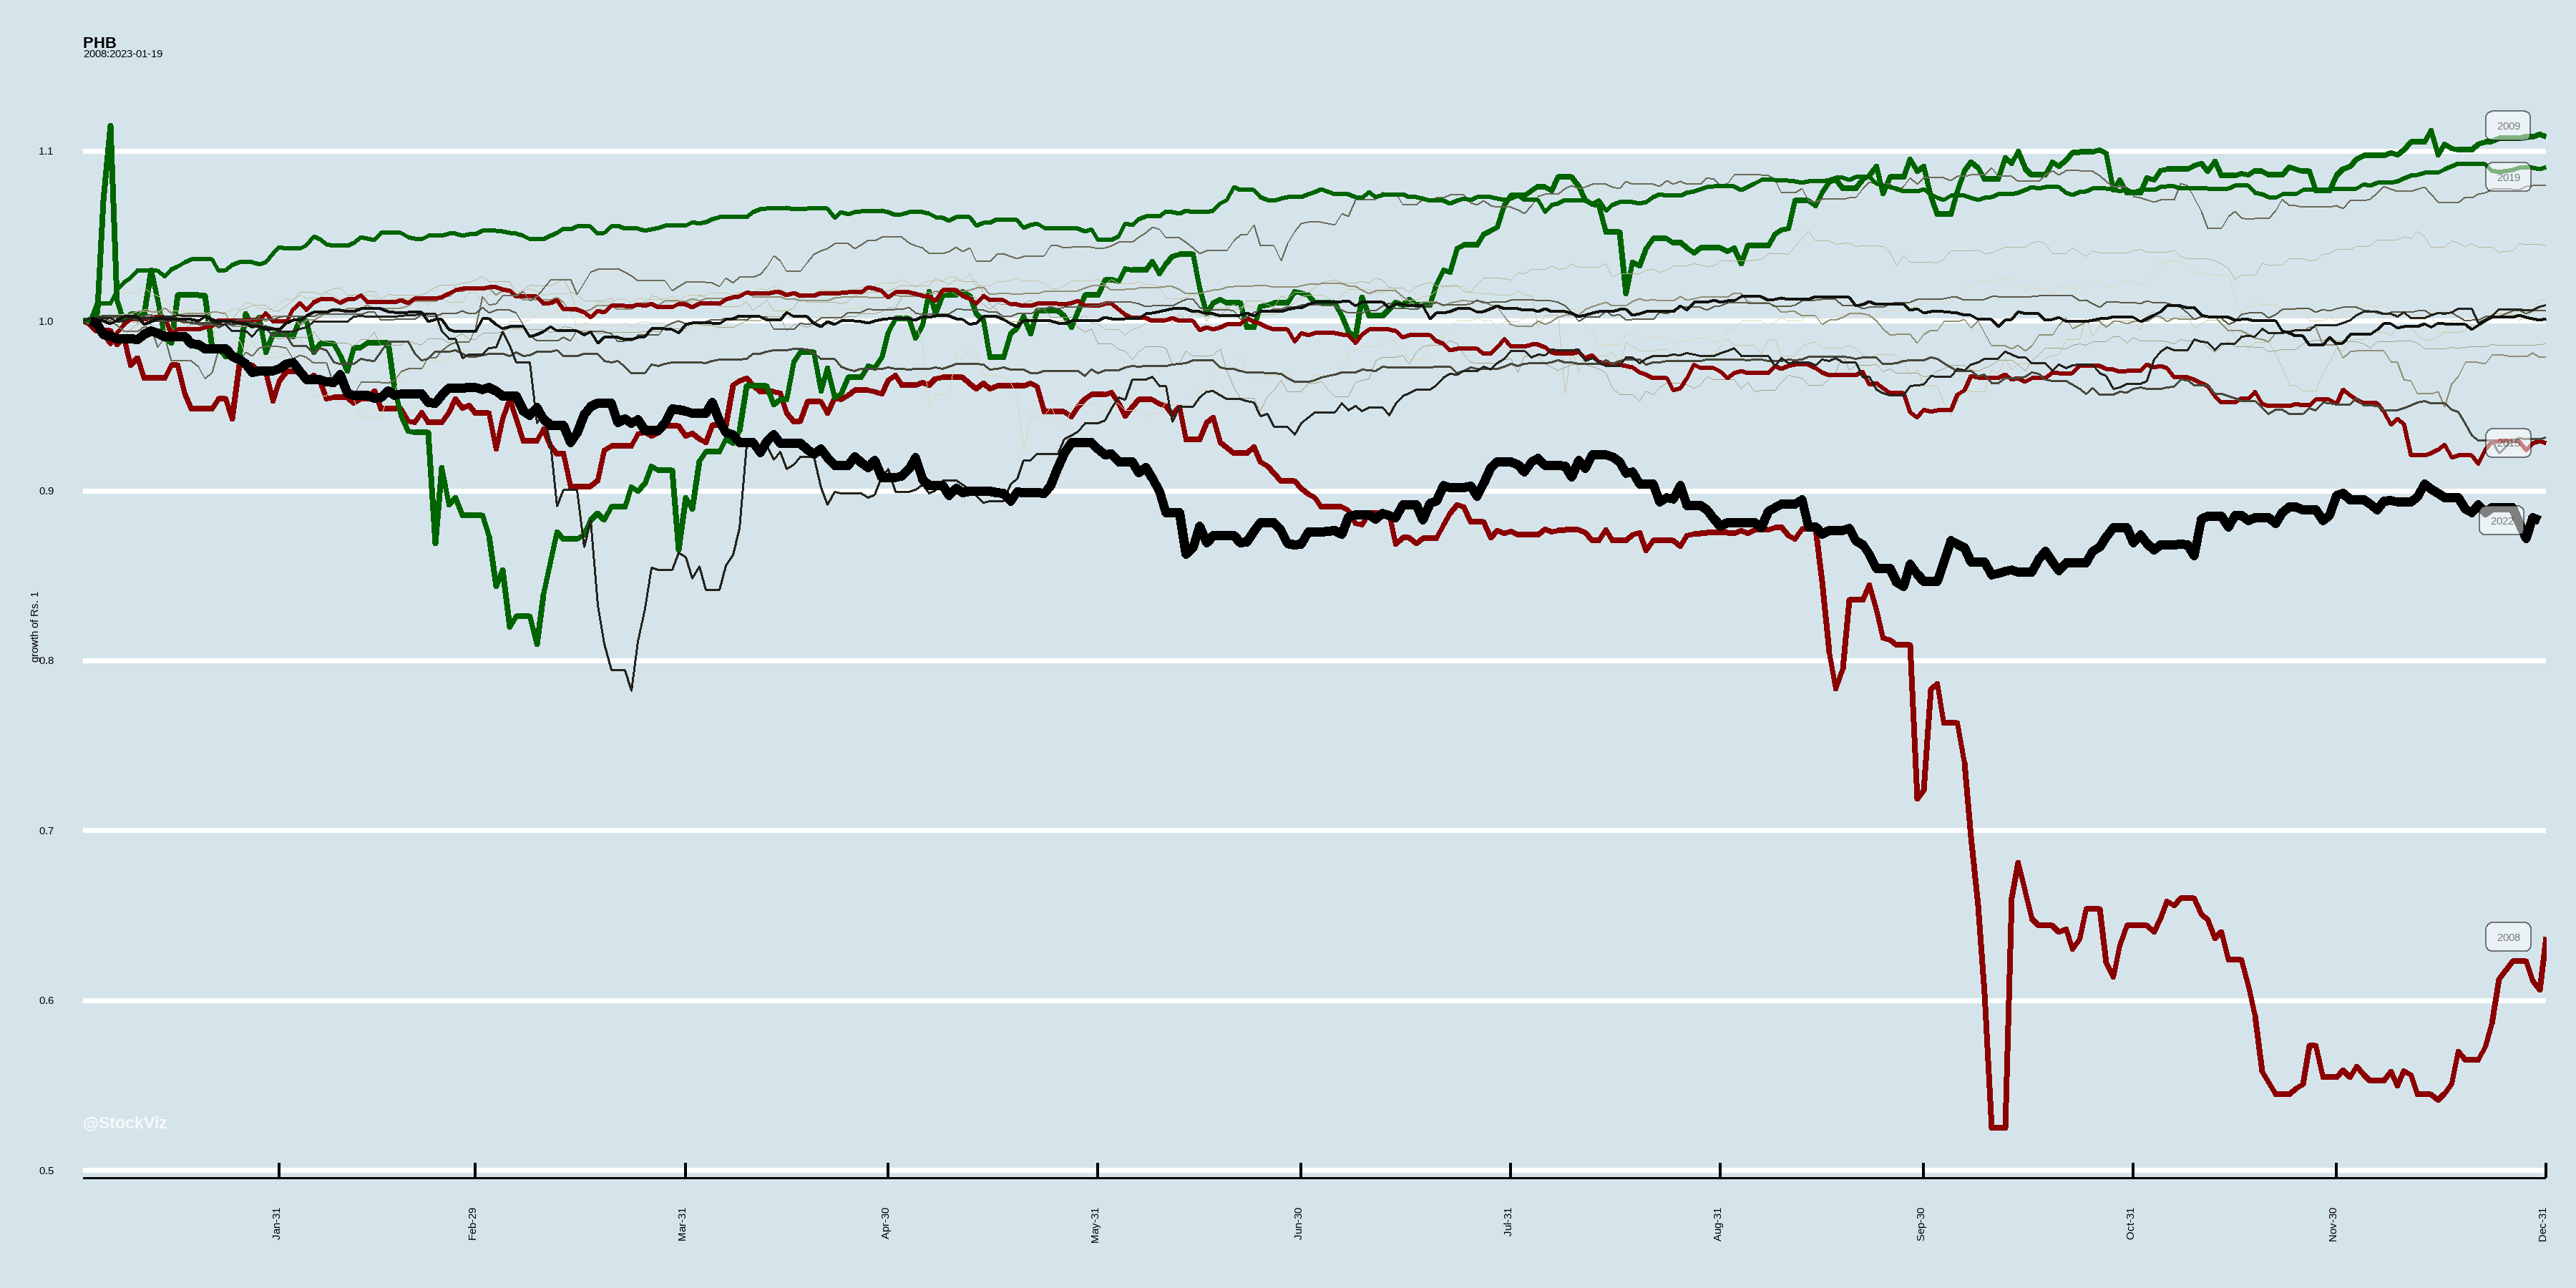 PHB
2008:2023-01-19
2009
1.1
2019
1.0
2015
0.9
2022
growth of Rs. 1
0.8
0.7
2008
0.6
@StockViz
0.5
Jan-31
Feb-29
Mar-31
Apr-30
May-31
Jun-30
Jul-31
Aug-31
Sep-30
Oct-31
Nov-30
Dec-31